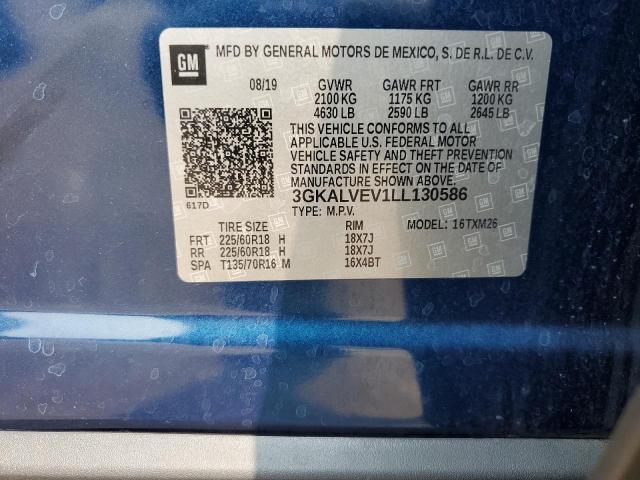 GM MFD BY GENERAL MOTORS DE MEXICO, S. DE R.L. DE C.V.
08/19 GVWR GAWR FRT GAWR RR
2100 KG 1175 KG 1200 KG
4630 LB 2590 LB 2645 LB
THIS VEHICLE CONFORMS TO ALL
APPLICABLE U.S. FEDERAL MOTOR
VEHICLE SAFETY AND THEFT PREVENTION
STANDARDS IN EFFECT ON THE DATE
OF MANUFACTURE SHOWN ABOVE.
617D 3GKALVEV1LL130586
TYPE: M.P.V. MODEL: 16TXM26
TIRE SIZE RIM
FRT 225/60R18 H 18X7J
RR 225/60R18 H 18X7J
SPA T135/70R16 M 16X4BT